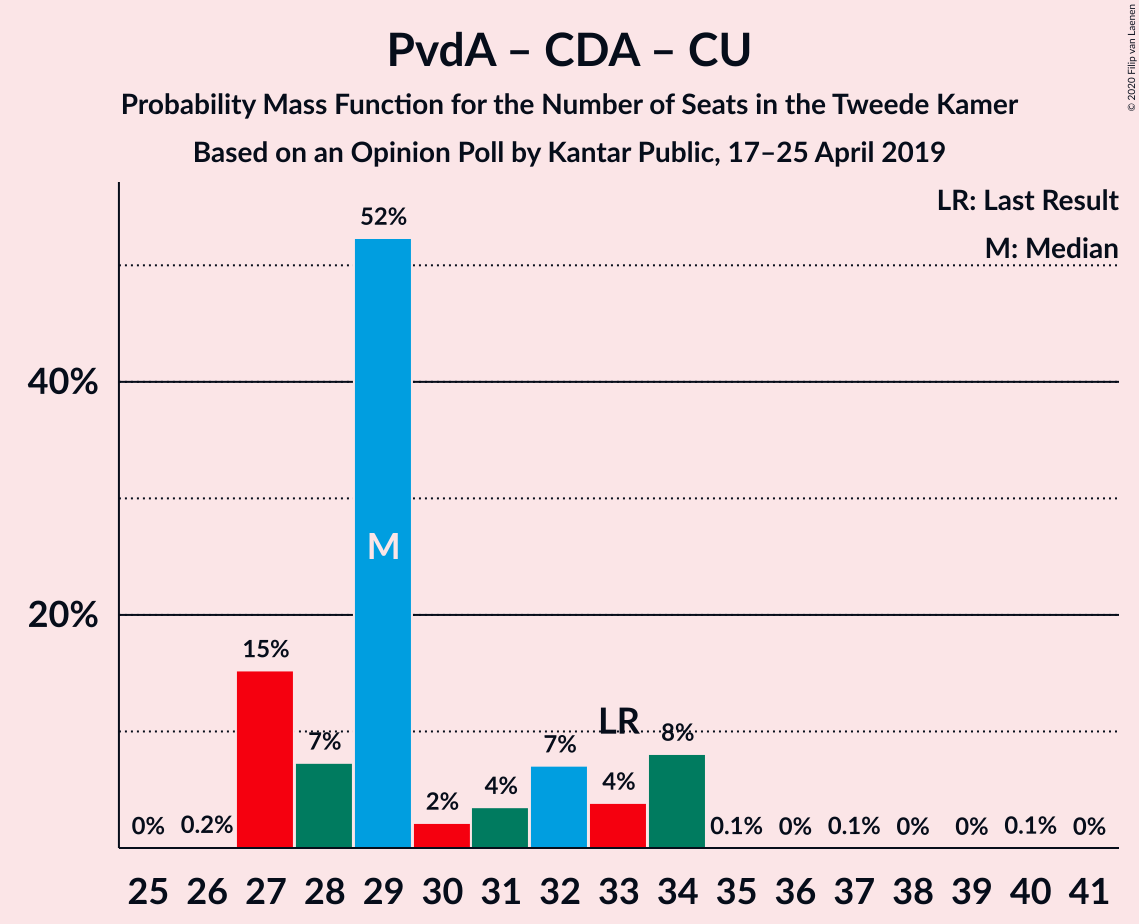 PvdA – CDA – CU
Probability Mass Function for the Number of Seats in the Tweede Kamer
Based on an Opinion Poll by Kantar Public, 17–25 April 2019
© 2020 Filip van Laenen
LR: Last Result
M: Median
52%
40%
M
20%
15%
LR
7%
7%
8%
2%
4%
4%
0%
0.2%
0.1%
0%
0.1%
0%
0%
0.1%
0%
25 26 27 28 29 30 31 32 33 34 35 36 37 38 39 40 41